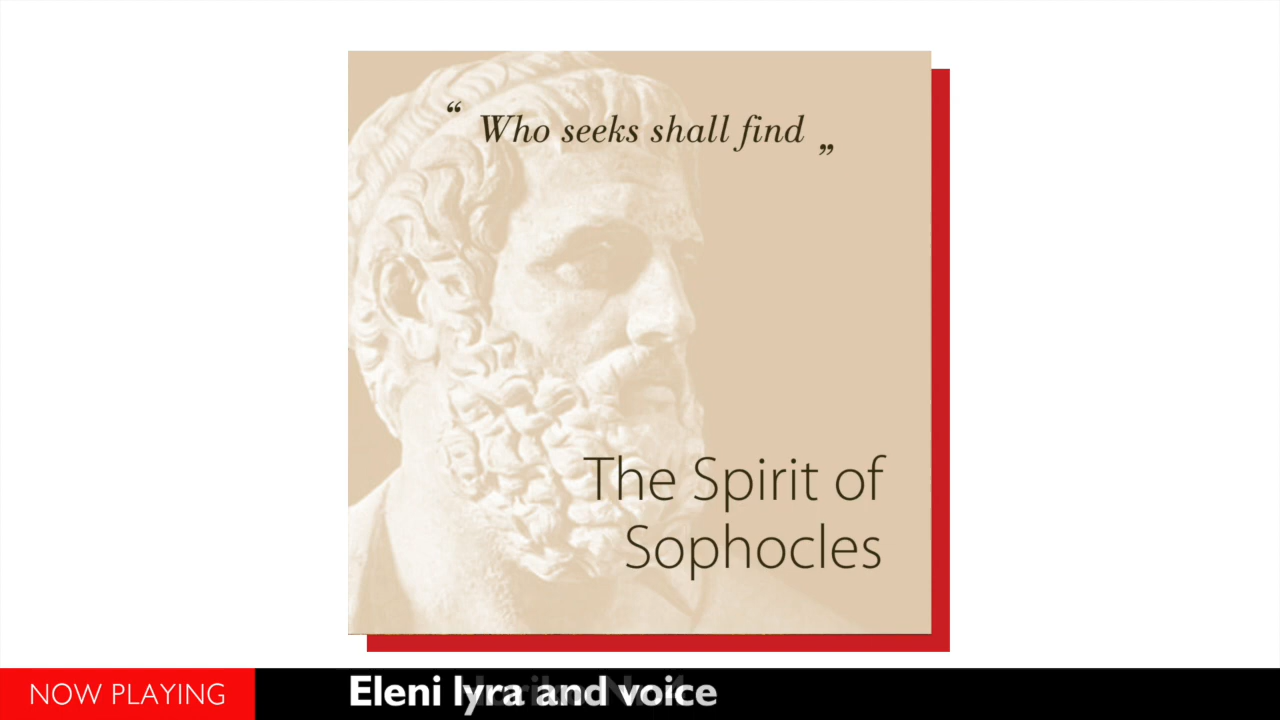 “ Who seeks shall find ”
The Spirit of
Sophocles
NOW PLAYING
Eleni lyra and voice